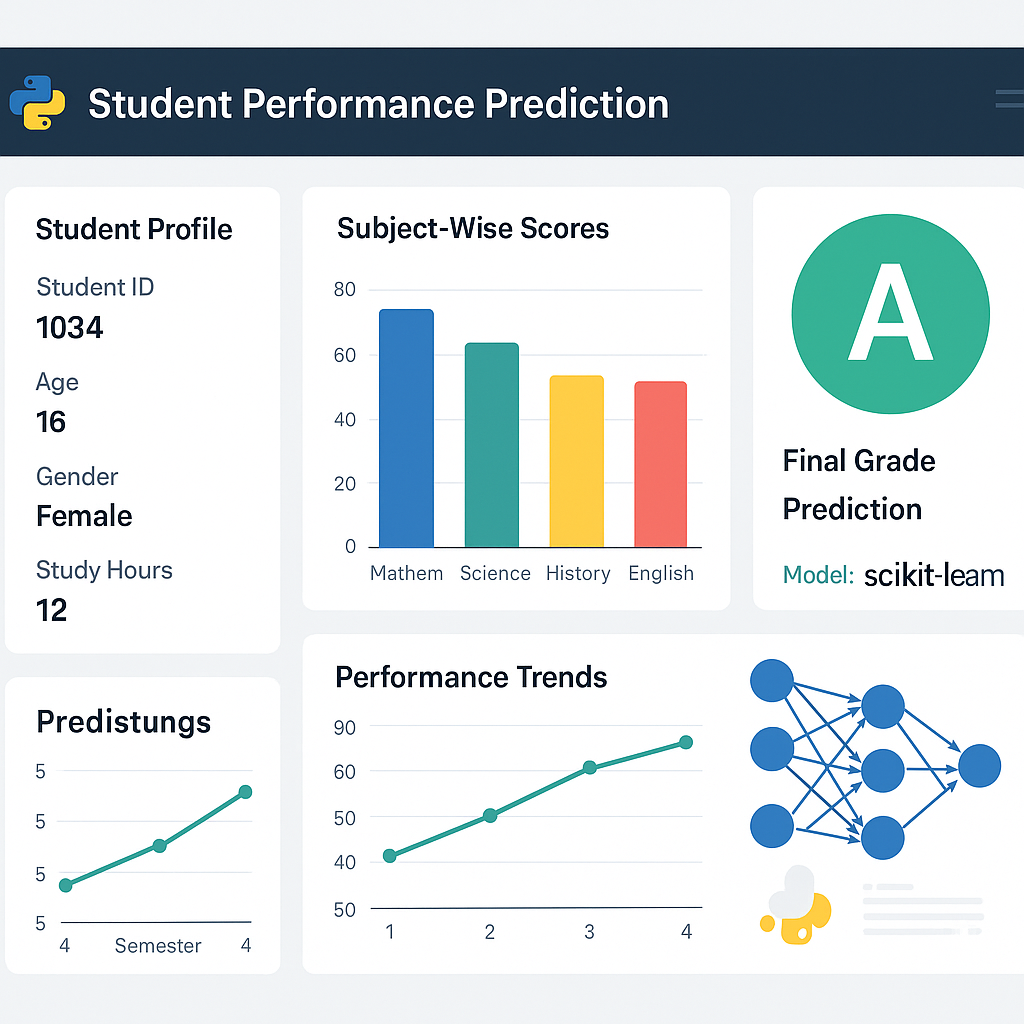 Student Performance Prediction
Student Profile
Student ID
1034
Age
16
Gender
Female
Study Hours
12
Subject-Wise Scores
80
60
40
20
0
Mathem Science History English
A
Final Grade
Prediction
Model: scikit-leam
Predistungs
5
5
5
5
4 Semester 4
Performance Trends
90
60
50
40
50
1 2 3 4